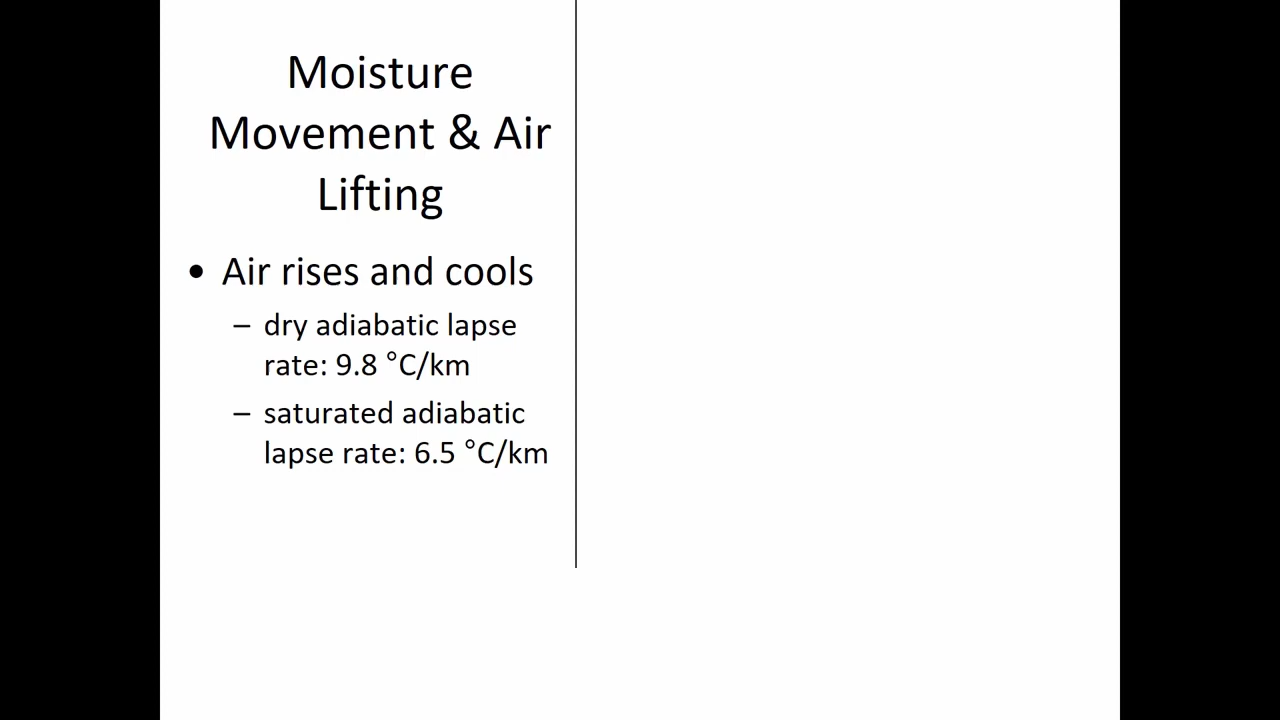 Moisture
Movement & Air
Lifting
• Air rises and cools
– dry adiabatic lapse
rate: 9.8 °C/km
– saturated adiabatic
lapse rate: 6.5 °C/km